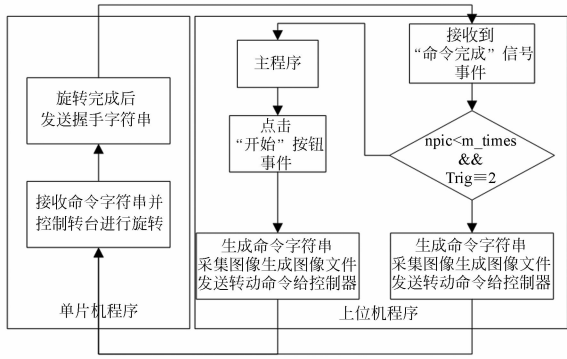 旋转完成后
发送握手字符串
接收命令字符串并
控制转台进行旋转
单片机程序
主程序
点击
“开始”按钮
事件
生成命令字符串
采集图像生成图像文件
发送转动命令给控制器
接收到
“命令完成”信号
事件
npic<m_times
&&
Trig≡2
生成命令字符串
采集图像生成图像文件
发送转动命令给控制器
上位机程序